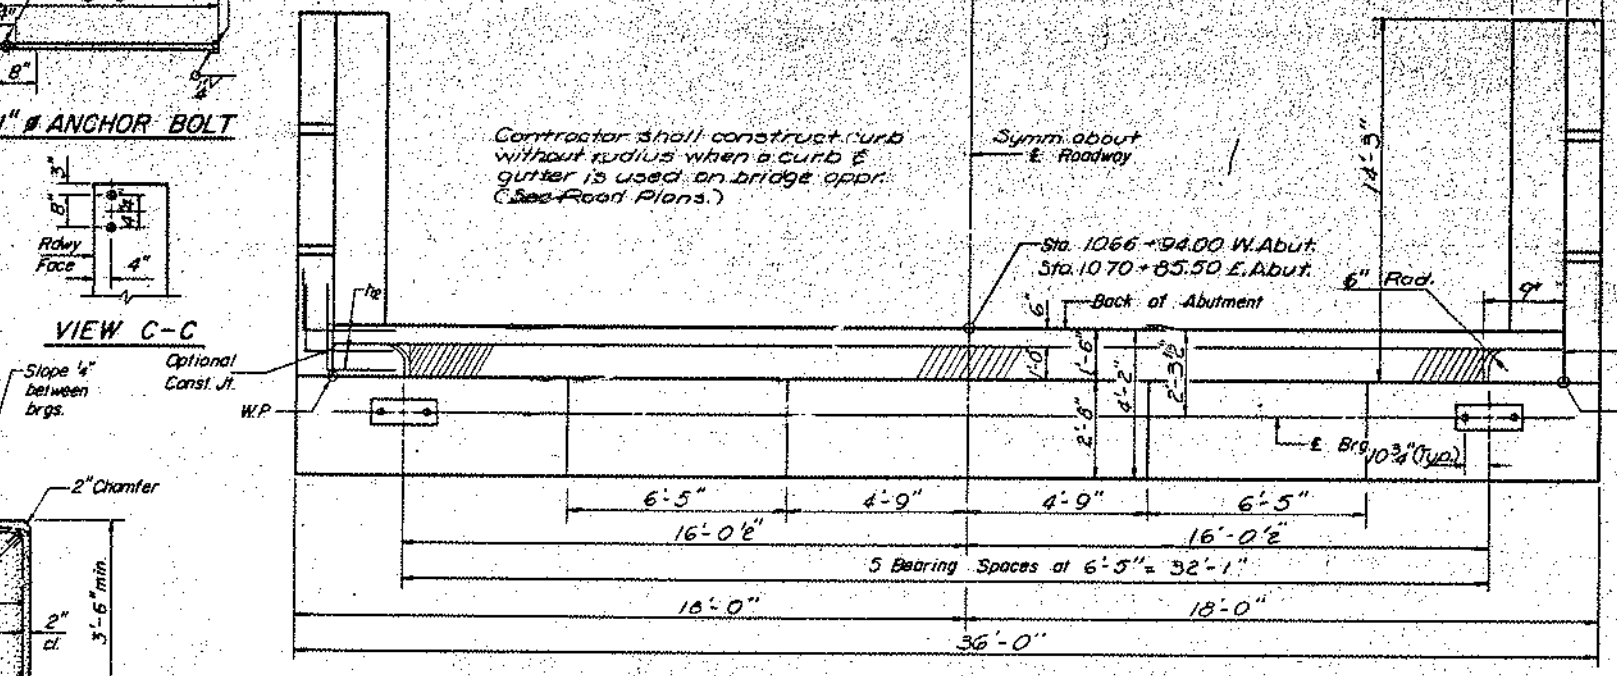 8"
1" ø ANCHOR BOLT
3"
8"
4"
Rdwy
Face
4"
VIEW C-C
Slope ¼"
between
brgs.
Optional
Const. Jt.
W.P.
2" Chamfer
3'-6" min.
2"
cl.
Contractor shall construct curb
without radius when a curb &
gutter is used on bridge appr.
(See Road Plans.)
Symm. about
℄ Roadway
Sta. 1066+94.00 W. Abut.
Sta. 1070+85.50 E. Abut.
Back of Abutment
6"
6" Rad.
9"
14'-3"
h2
1'-0"
1'-6"
2'-8"
4'-2"
℄ Brg.
10¾" (Typ.)
6'-5"
4'-9"
4'-9"
6'-5"
16'-0½"
16'-0½"
5 Bearing Spaces at 6'-5" = 32'-1"
18'-0"
18'-0"
36'-0"